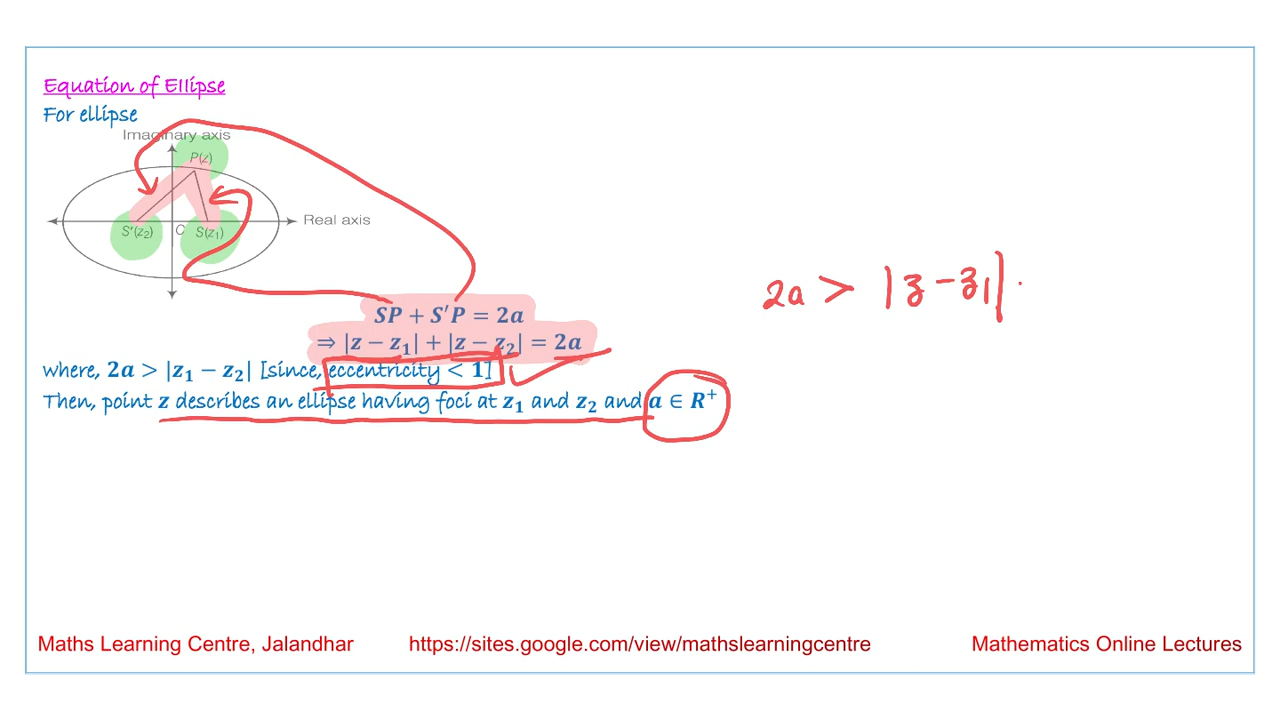 Equation of Ellipse
For ellipse
Imaginary axis
P(z)
Real axis
S'(z₂)
C
S(z₁)
SP + S'P = 2a
⇒ |z − z₁| + |z − z₂| = 2a
where, 2a > |z₁ − z₂| [since, eccentricity < 1]
Then, point z describes an ellipse having foci at z₁ and z₂ and a ∈ R⁺
2a > |z − z₁|
Maths Learning Centre, Jalandhar
https://sites.google.com/view/mathslearningcentre
Mathematics Online Lectures